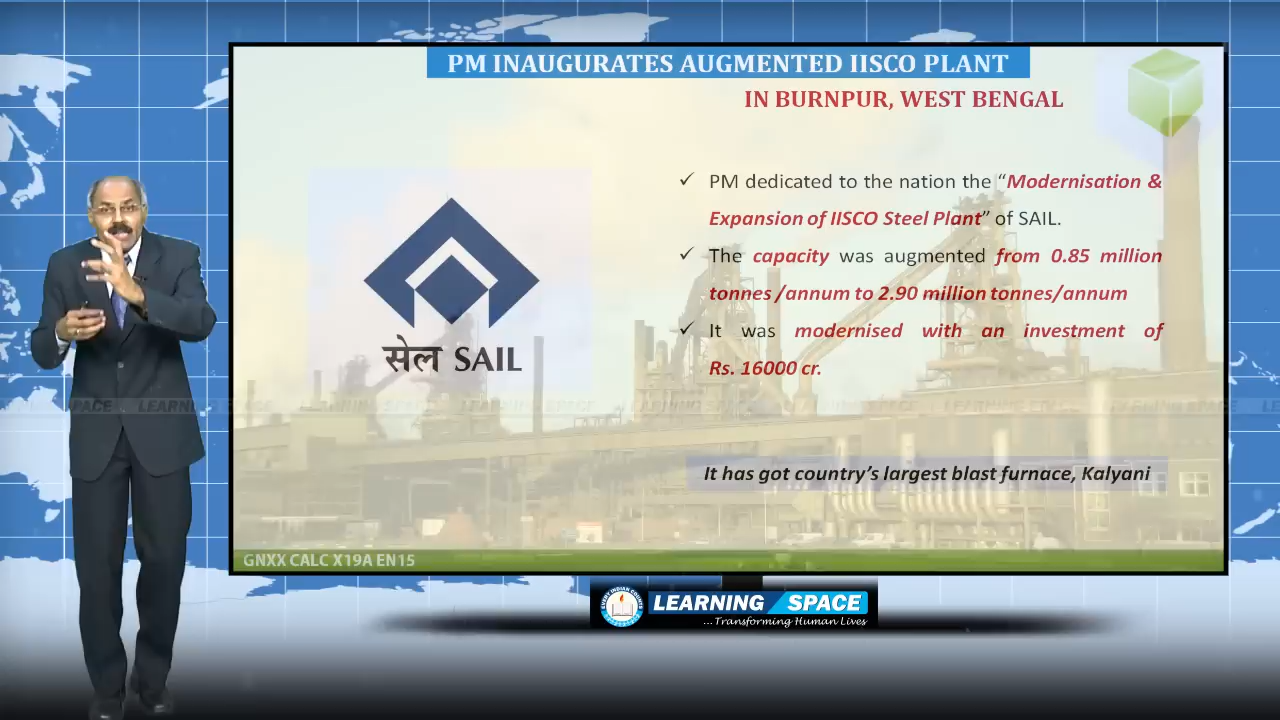 PM INAUGURATES AUGMENTED IISCO PLANT
IN BURNPUR, WEST BENGAL
✓ PM dedicated to the nation the “Modernisation &
Expansion of IISCO Steel Plant” of SAIL.
✓ The capacity was augmented from 0.85 million
tonnes /annum to 2.90 million tonnes/annum
✓ It was modernised with an investment of
Rs. 16000 cr.
सेल SAIL
LEARNING SPACE
It has got country’s largest blast furnace, Kalyani
GNXX CALC X19A EN15
LEARNING SPACE
...Transforming Human Lives